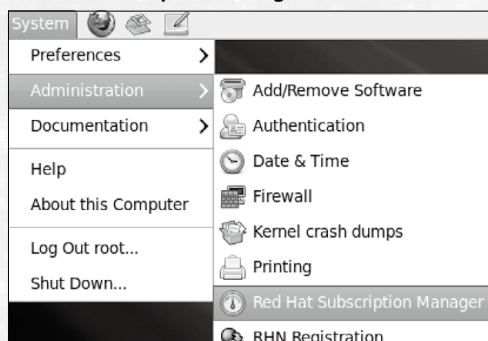 System
Preferences
Administration
Documentation
Help
About this Computer
Log Out root...
Shut Down...
Add/Remove Software
Authentication
Date & Time
Firewall
Kernel crash dumps
Printing
Red Hat Subscription Manager
RHN Registration